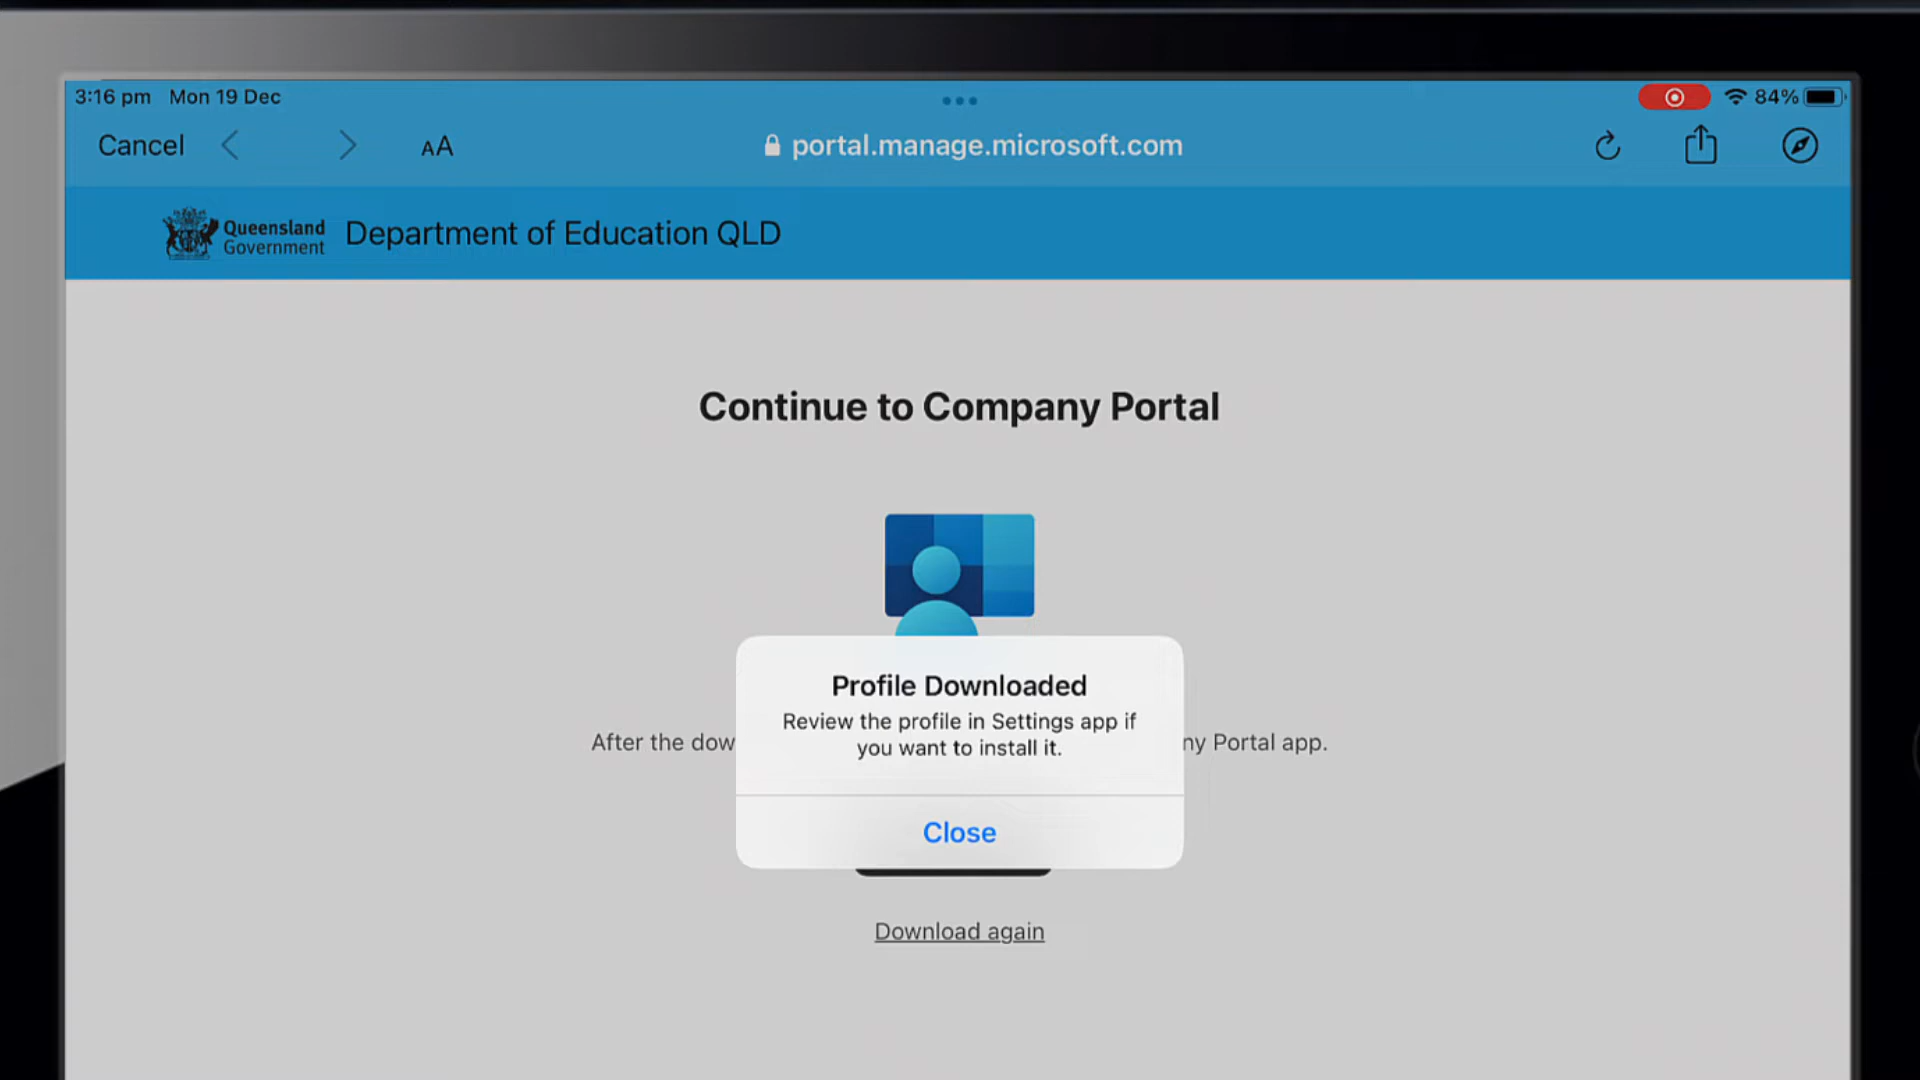 3:16 pm Mon 19 Dec
84%
Cancel
AA
portal.manage.microsoft.com
Queensland
Government
Department of Education QLD
Continue to Company Portal
Profile Downloaded
Review the profile in Settings app if
you want to install it.
After the dow
ny Portal app.
Close
Download again